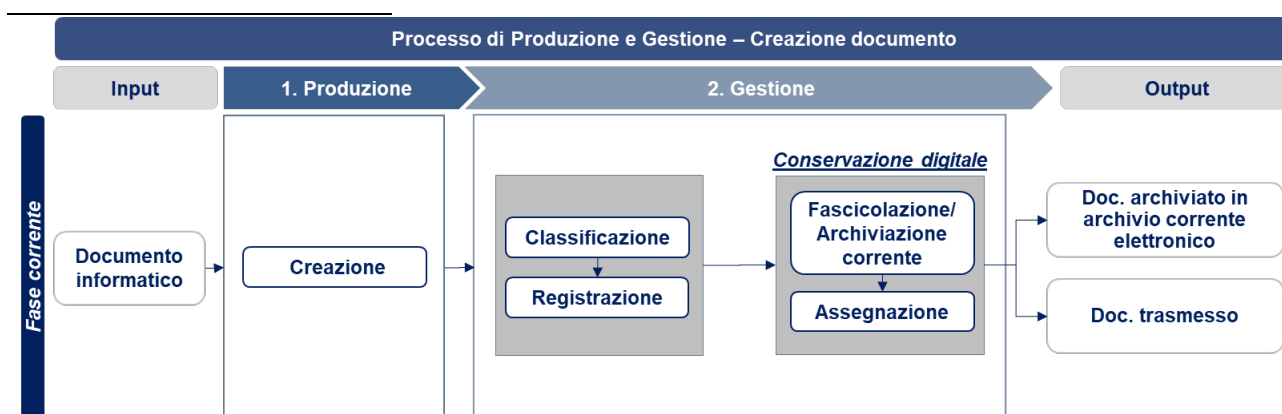 Processo di Produzione e Gestione – Creazione documento
Input
1. Produzione
2. Gestione
Output
Fase corrente
Documento
informatico
Creazione
Classificazione
Registrazione
Conservazione digitale
Fascicolazione/
Archiviazione
corrente
Assegnazione
Doc. archiviato in
archivio corrente
elettronico
Doc. trasmesso